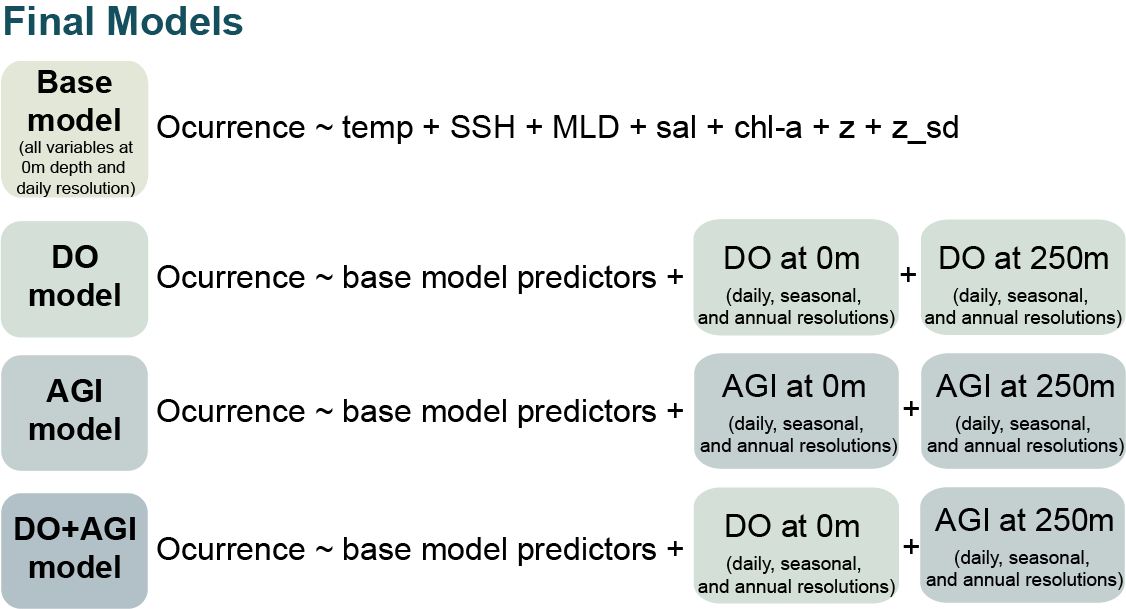 Final Models
Base
model
(all variables at
0m depth and
daily resolution)
Ocurrence ~ temp + SSH + MLD + sal + chl-a + z + z_sd
DO
model
Ocurrence ~ base model predictors +
DO at 0m
(daily, seasonal,
and annual resolutions)
+
DO at 250m
(daily, seasonal,
and annual resolutions)
AGI
model
Ocurrence ~ base model predictors +
AGI at 0m
(daily, seasonal,
and annual resolutions)
+
AGI at 250m
(daily, seasonal,
and annual resolutions)
DO+AGI
model
Ocurrence ~ base model predictors +
DO at 0m
(daily, seasonal,
and annual resolutions)
+
AGI at 250m
(daily, seasonal,
and annual resolutions)